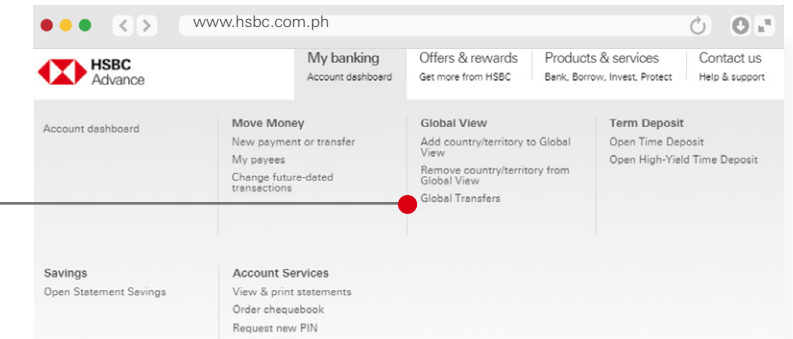 www.hsbc.com.ph
HSBC
Advance
My banking
Account dashboard
Offers & rewards
Get more from HSBC
Products & services
Bank, Borrow, Invest, Protect
Contact us
Help & support
Account dashboard
Move Money
New payment or transfer
My payees
Change future-dated
transactions
Global View
Add country/territory to Global
View
Remove country/territory from
Global View
Global Transfers
Term Deposit
Open Time Deposit
Open High-Yield Time Deposit
Savings
Open Statement Savings
Account Services
View & print statements
Order chequebook
Request new PIN